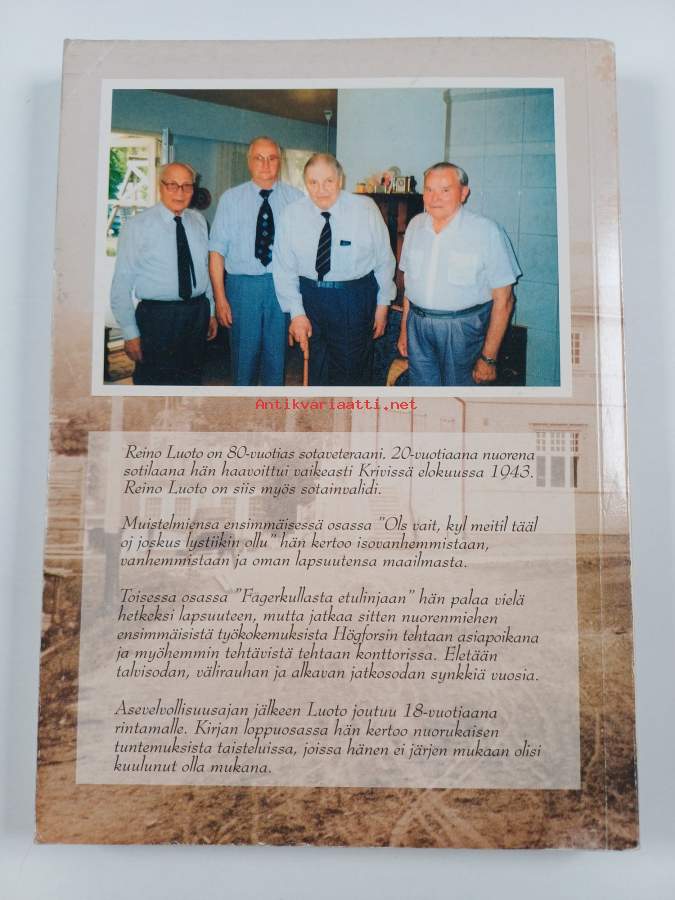 Antikvariaatti.net
Reino Luoto on 80-vuotias sotaveteraani. 20-vuotiaana nuorena
sotilaana hän haavoittui vaikeasti Krivissä elokuussa 1943.
Reino Luoto on siis myös sotainvalidi.
Muistelmiensa ensimmäisessä osassa "Ols vait, kyl meitil tääl
oj joskus lystiikin ollu" hän kertoo isovanhemmistaan,
vanhemmistaan ja oman lapsuutensa maailmasta.
Toisessa osassa "Fagerkullasta etulinjaan" hän palaa vielä
hetkeksi lapsuuteen, mutta jatkaa sitten nuorenmiehen
ensimmäisistä työkokemuksista Högforsin tehtaan asiapoikana
ja myöhemmin tehtävistä tehtaan konttorissa. Eletään
talvisodan, välirauhan ja alkavan jatkosodan synkkiä vuosia.
Asevelvollisuusajan jälkeen Luoto joutuu 18-vuotiaana
rintamalle. Kirjan loppuosassa hän kertoo nuorukaisen
tuntemuksista taisteluissa, joissa hänen ei järjen mukaan olisi
kuulunut olla mukana.